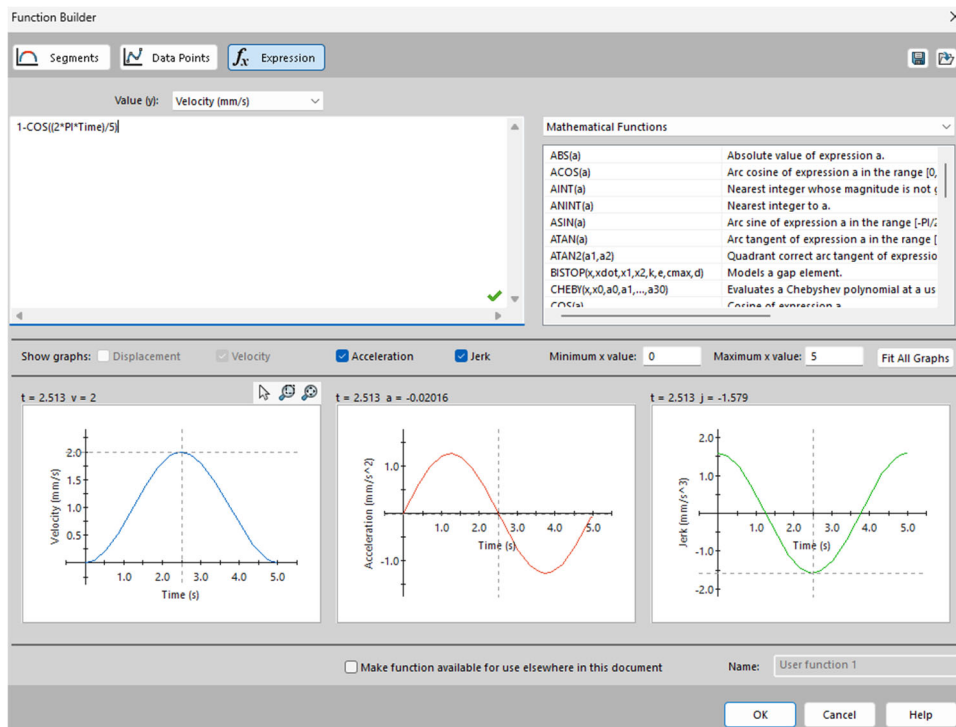 Function Builder
Segments Data Points fx Expression
Value (y): Velocity (mm/s)
1-COS((2*PI*Time)/5)
Mathematical Functions
ABS(a) Absolute value of expression a.
ACOS(a) Arc cosine of expression a in the range [0,
AINT(a) Nearest integer whose magnitude is not g
ANINT(a) Nearest integer to a.
ASIN(a) Arc sine of expression a in the range [-PI/2
ATAN(a) Arc tangent of expression a in the range [
ATAN2(a1,a2) Quadrant correct arc tangent of expressio
BISTOP(x,xdot,x1,x2,k,e,cmax,d) Models a gap element.
CHEBY(x,x0,a0,a1,...,a30) Evaluates a Chebyshev polynomial at a us
COS(a) Cosine of expression a
Show graphs: Displacement Velocity Acceleration Jerk Minimum x value: 0 Maximum x value: 5 Fit All Graphs
t = 2.513 v = 2
2.0
1.5
1.0
0.5
Velocity (mm/s)
1.0 2.0 3.0 4.0 5.0
Time (s)
t = 2.513 a = -0.02016
1.0
-1.0
Acceleration (mm/s^2)
1.0 2.0 3.0 4.0 5.0
Time (s)
t = 2.513 j = -1.579
2.0
1.0
-1.0
-2.0
Jerk (mm/s^3)
1.0 2.0 3.0 4.0 5.0
Time (s)
Make function available for use elsewhere in this document Name: User function 1
OK Cancel Help